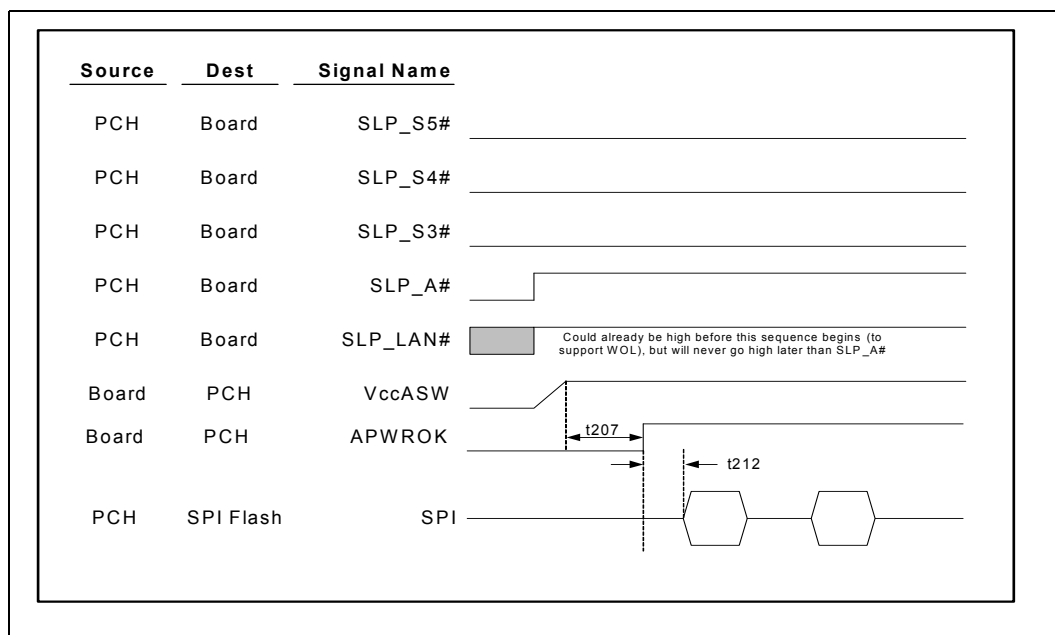 Source Dest Signal Name
PCH Board SLP_S5#
PCH Board SLP_S4#
PCH Board SLP_S3#
PCH Board SLP_A#
PCH Board SLP_LAN#
Could already be high before this sequence begins (to
support WOL), but will never go high later than SLP_A#
Board PCH VccASW
Board PCH APWROK
t207
t212
PCH SPI Flash SPI